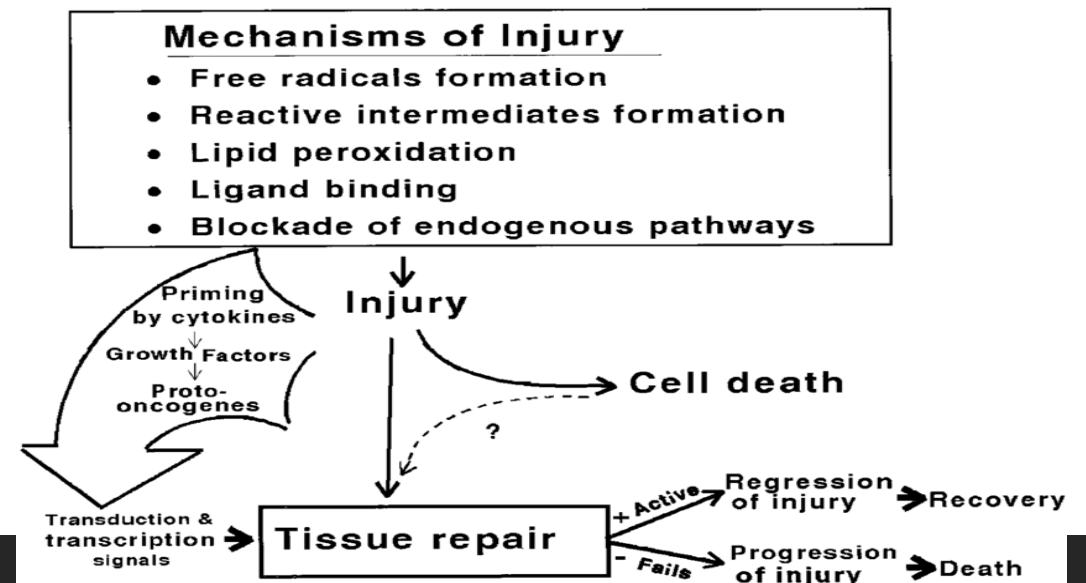 Mechanisms of Injury
• Free radicals formation
• Reactive intermediates formation
• Lipid peroxidation
• Ligand binding
• Blockade of endogenous pathways
Priming
by cytokines
Growth Factors
Proto-
oncogenes
Injury
Cell death
?
Transduction &
transcription
signals
Tissue repair
+ Active
Regression
of injury
Recovery
- Fails
Progression
of injury
Death